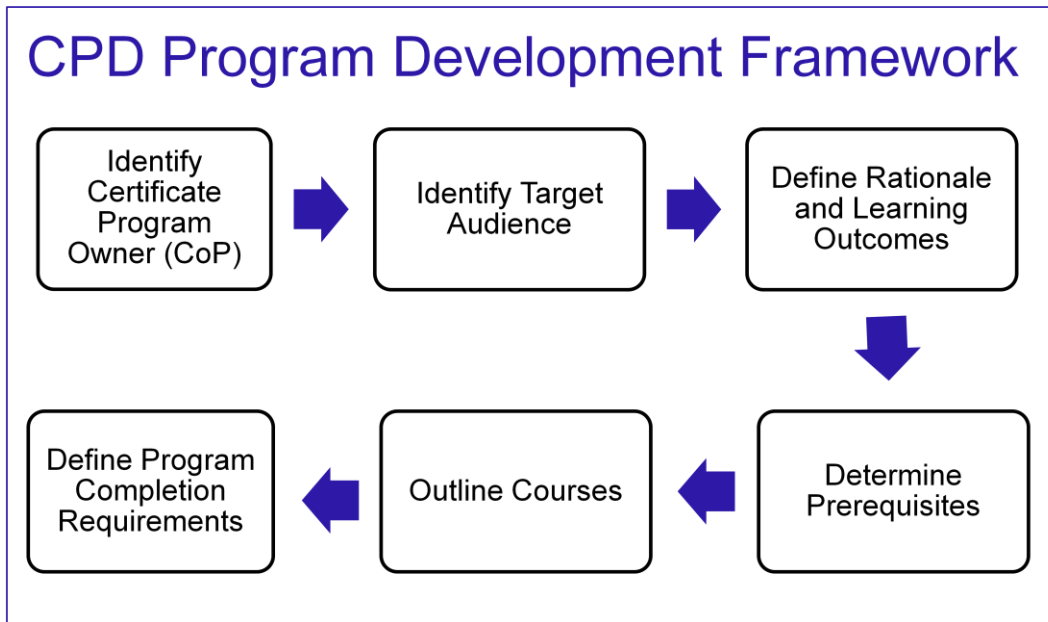 CPD Program Development Framework
Identify
Certificate
Program
Owner (CoP)
Identify Target
Audience
Define Rationale
and Learning
Outcomes
Determine
Prerequisites
Outline Courses
Define Program
Completion
Requirements